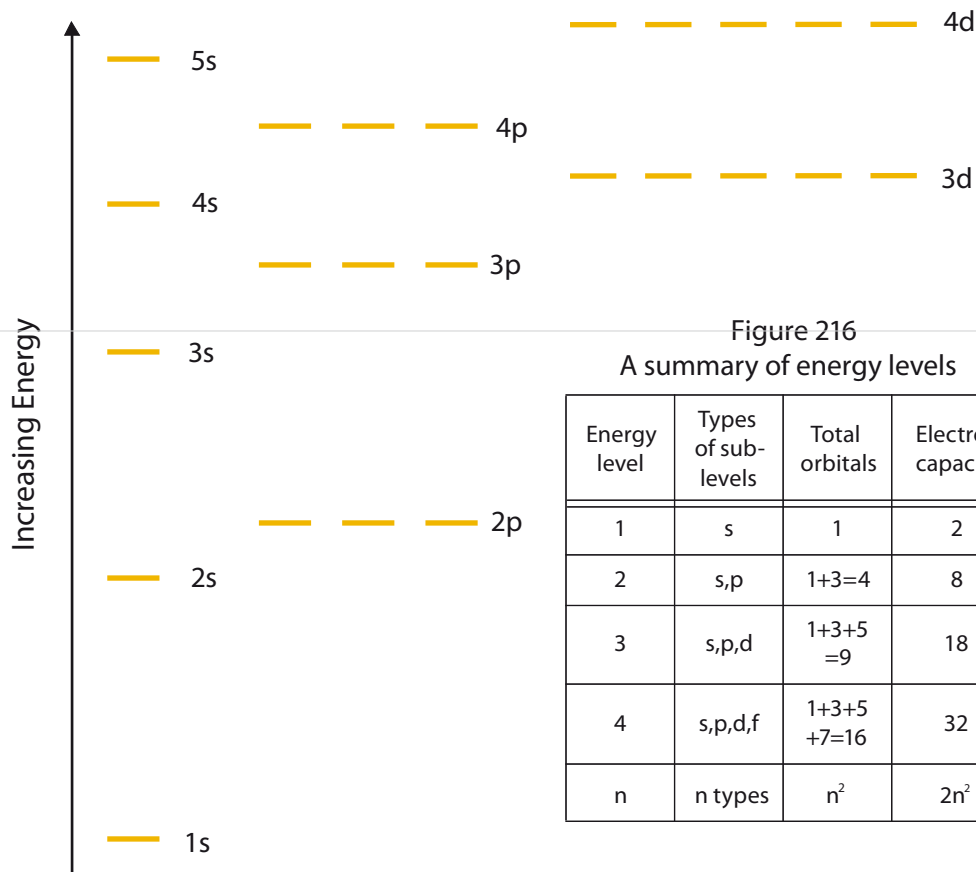 4d
5s
4p
3d
4s
3p
Increasing Energy
3s
2p
2s
1s
Figure 216
A summary of energy levels
Energy
level
Types
of sub-
levels
Total
orbitals
1
s
1
2
2
s,p
1+3=4
8
3
s,p,d
1+3+5
=9
18
4
s,p,d,f
1+3+5
+7=16
32
n
n types
n²
2n²